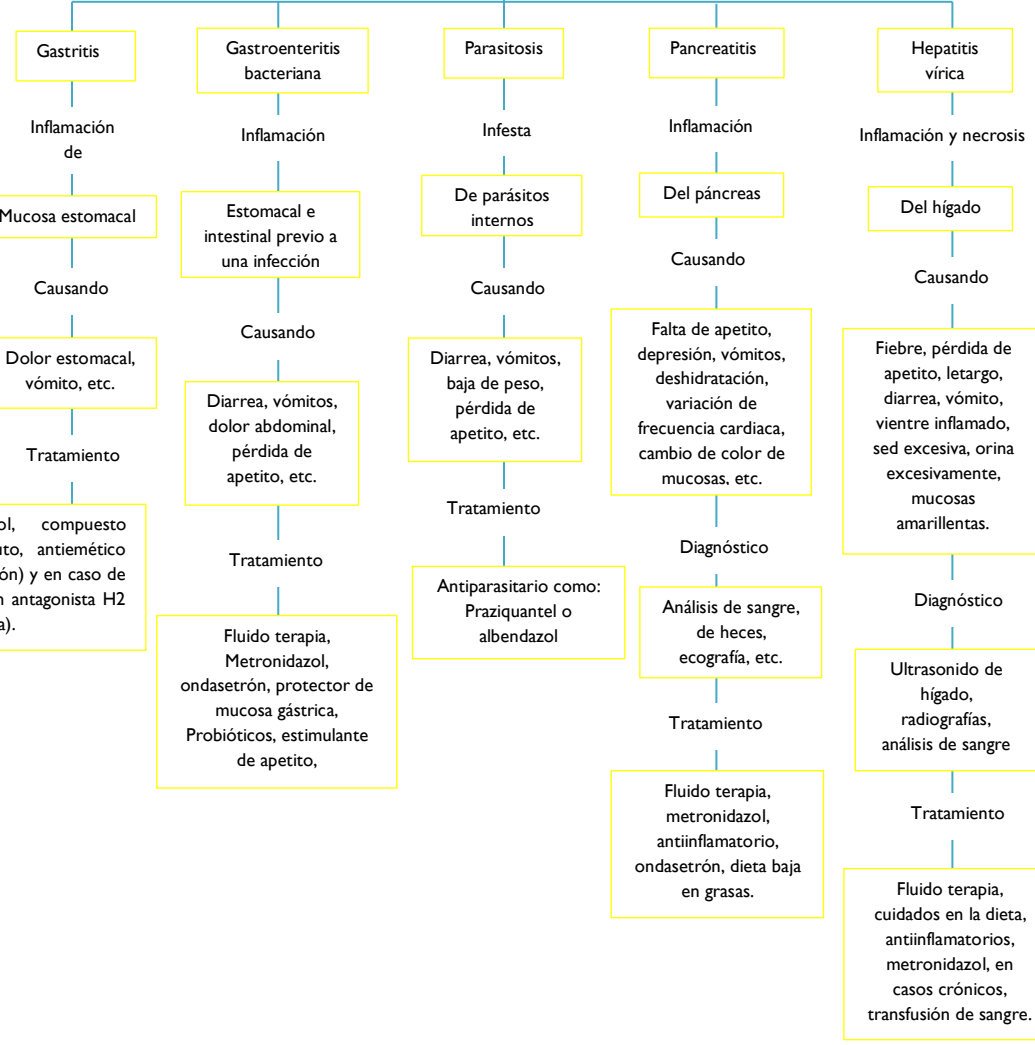 Gastritis
Inflamación
de
Mucosa estomacal
Causando
Dolor estomacal,
vómito, etc.
Tratamiento
compuesto
antiemético
y en caso de
antagonista H2
Gastroenteritis
bacteriana
Inflamación
Estomacal e
intestinal previo a
una infección
Causando
Diarrea, vómitos,
dolor abdominal,
pérdida de
apetito, etc.
Tratamiento
Fluido terapia,
Metronidazol,
ondasetrón, protector de
mucosa gástrica,
Probióticos, estimulante
de apetito,
Parasitosis
Infesta
De parásitos
internos
Causando
Diarrea, vómitos,
baja de peso,
pérdida de
apetito, etc.
Tratamiento
Antiparasitario como:
Praziquantel o
albendazol
Pancreatitis
Inflamación
Del páncreas
Causando
Falta de apetito,
depresión, vómitos,
deshidratación,
variación de
frecuencia cardiaca,
cambio de color de
mucosas, etc.
Diagnóstico
Análisis de sangre,
de heces,
ecografía, etc.
Tratamiento
Fluido terapia,
metronidazol,
antiinflamatorio,
ondasetrón, dieta baja
en grasas.
Hepatitis
vírica
Inflamación y necrosis
Del hígado
Causando
Fiebre, pérdida de
apetito, letargo,
diarrea, vómito,
vientre inflamado,
sed excesiva, orina
excesivamente,
mucosas
amarillentas.
Diagnóstico
Ultrasonido de
hígado,
radiografías,
análisis de sangre
Tratamiento
Fluido terapia,
cuidados en la dieta,
antiinflamatorios,
metronidazol, en
casos crónicos,
transfusión de sangre.